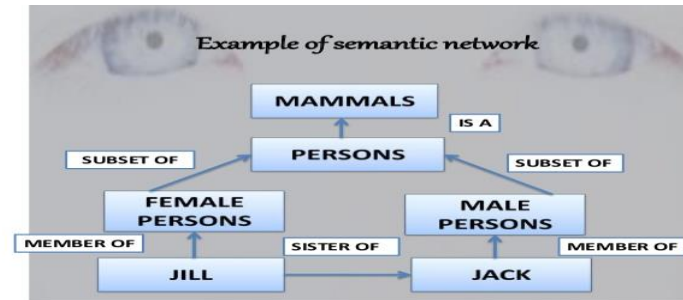 Example of semantic network
MAMMALS
IS A
PERSONS
SUBSET OF
SUBSET OF
FEMALE
PERSONS
MALE
PERSONS
MEMBER OF
SISTER OF
MEMBER OF
JILL
JACK